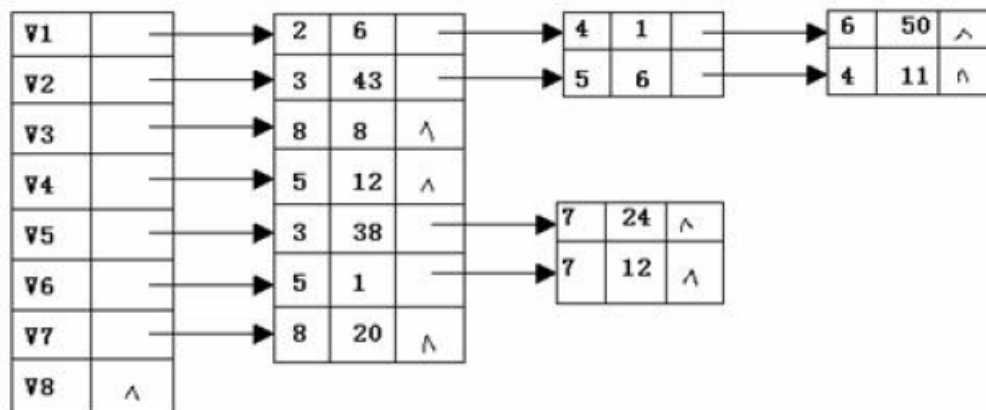 V1 2 6 4 1 6 50 ^
V2 3 43 5 6 4 11 ^
V3 8 8 ^
V4 5 12 ^
V5 3 38 7 24 ^
V6 5 1 7 12 ^
V7 8 20 ^
V8 ^